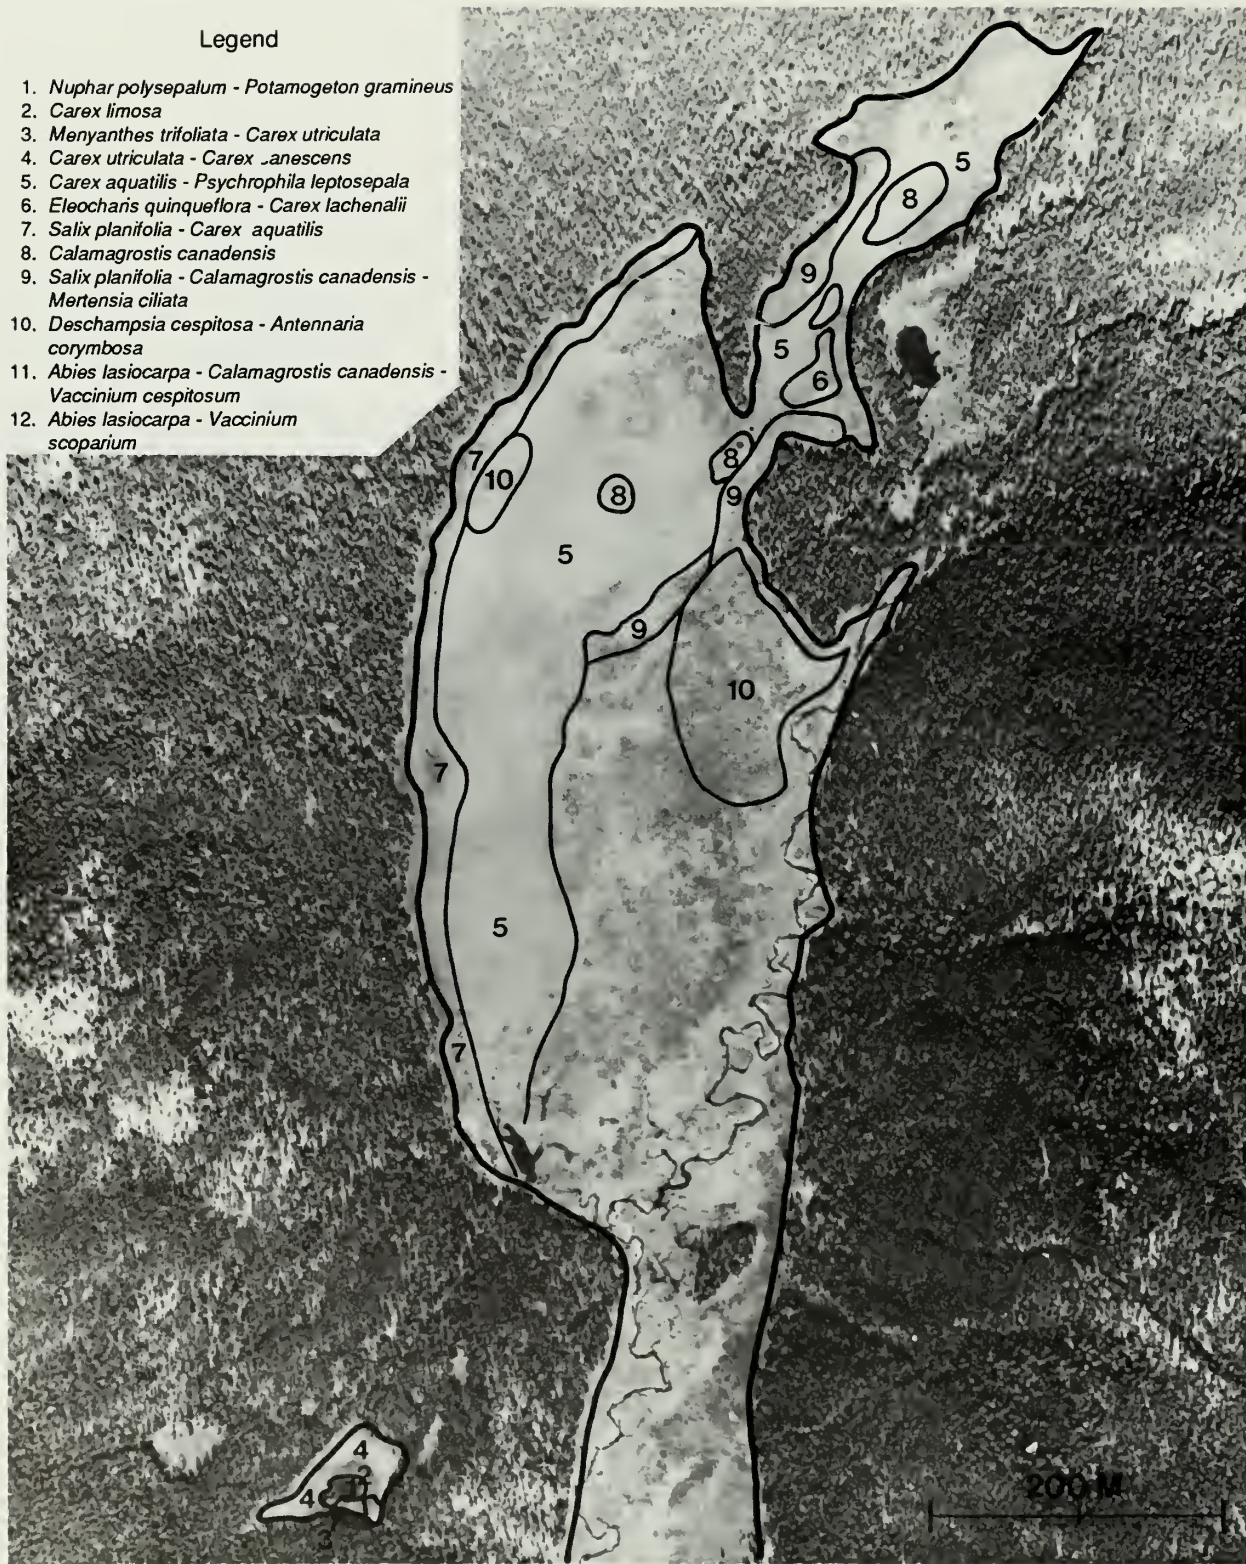 Legend
1. Nuphar polysepalum - Potamogeton gramineus
2. Carex limosa
3. Menyanthes trifoliata - Carex utriculata
4. Carex utriculata - Carex anescens
5. Carex aquatilis - Psychrophila leptosepala
6. Eleocharis quinqueflora - Carex lachenalii
7. Salix planifolia - Carex aquatilis
8. Calamagrostis canadensis
9. Salix planifolia - Calamagrostis canadensis -
Mertensia ciliata
10. Deschampsia cespitosa - Antennaria
corymbosa
11. Abies lasiocarpa - Calamagrostis canadensis -
Vaccinium cespitosum
12. Abies lasiocarpa - Vaccinium
scoparium
5
8
9
5
6
7
10
8
8
9
5
9
10
7
5
7
4
2
4
1
3
200 M